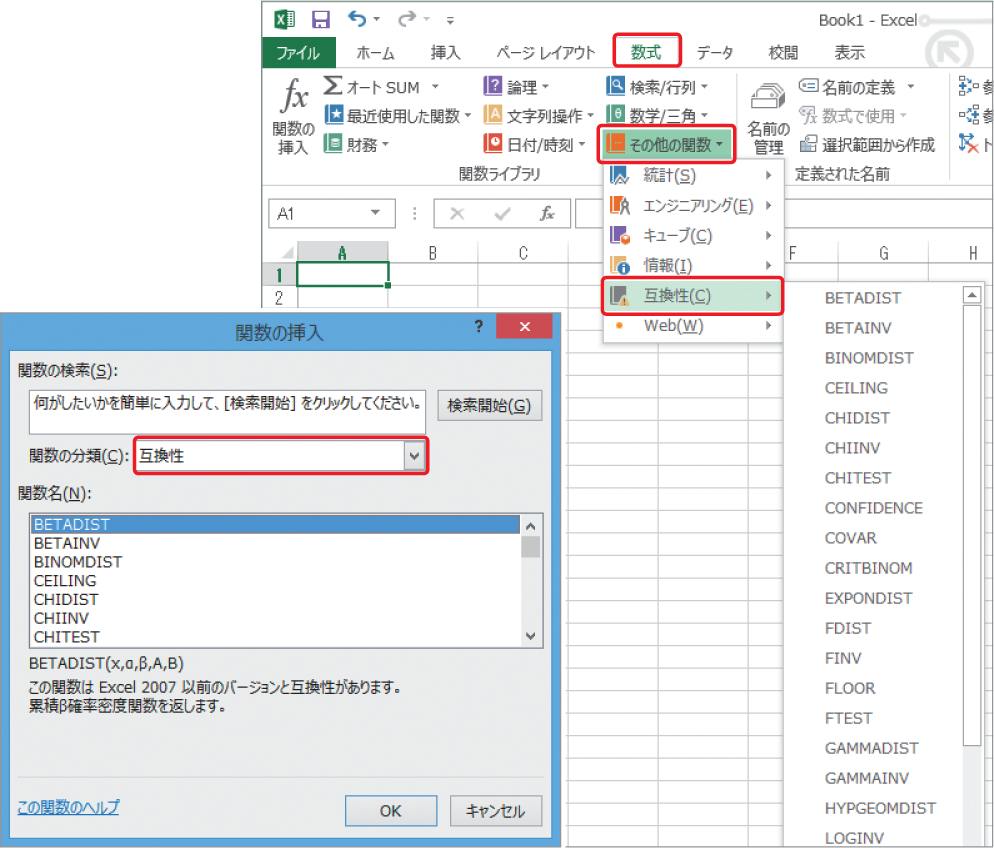 Book1 - Excel
ファイル ホーム 挿入 ページ レイアウト 数式 データ 校閲 表示
fx 関数の挿入
Σ オート SUM
最近使用した関数
財務
論理
文字列操作
日付/時刻
検索/行列
数学/三角
その他の関数
関数ライブラリ
名前の管理
名前の定義
数式で使用
選択範囲から作成
定義された名前
統計(S)
エンジニアリング(E)
キューブ(C)
情報(I)
互換性(C)
Web(W)
A1 fx
A B C F G H
1
2
BETADIST
BETAINV
BINOMDIST
CEILING
CHIDIST
CHIINV
CHITEST
CONFIDENCE
COVAR
CRITBINOM
EXPONDIST
FDIST
FINV
FLOOR
FTEST
GAMMADIST
GAMMAINV
HYPGEOMDIST
LOGINV
関数の挿入 ?
関数の検索(S):
何がしたいかを簡単に入力して、[検索開始] をクリックしてください。
検索開始(G)
関数の分類(C): 互換性
関数名(N):
BETADIST
BETAINV
BINOMDIST
CEILING
CHIDIST
CHIINV
CHITEST
BETADIST(x,α,β,A,B)
この関数は Excel 2007 以前のバージョンと互換性があります。
累積β確率密度関数を返します。
この関数のヘルプ
OK キャンセル